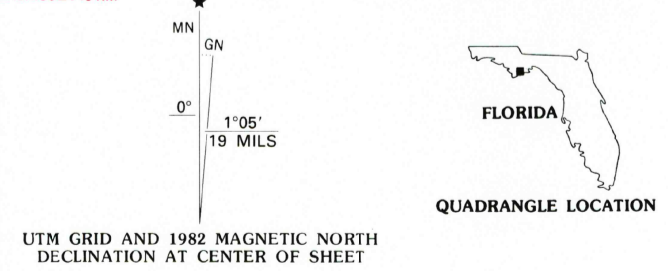 MN
GN
0°
1°05′
19 MILS
UTM GRID AND 1982 MAGNETIC NORTH
DECLINATION AT CENTER OF SHEET
FLORIDA
QUADRANGLE LOCATION